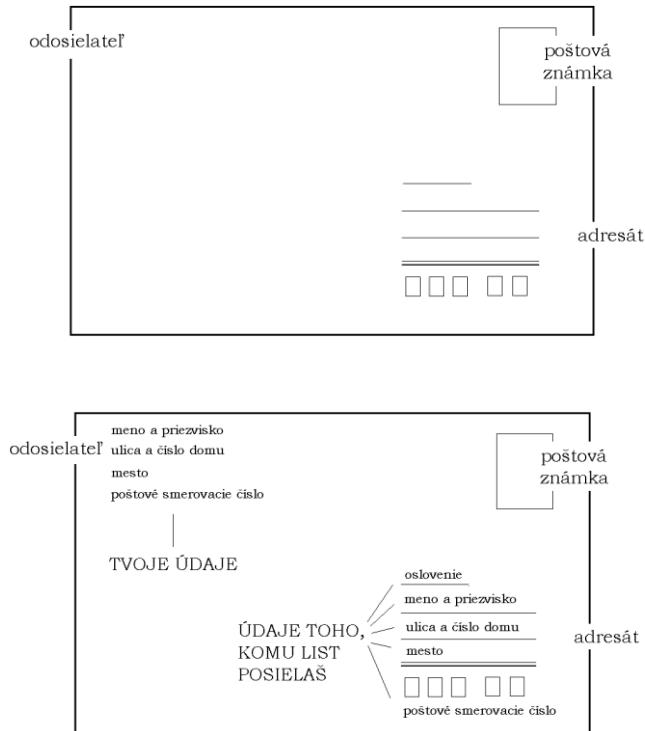 odosielateľ
poštová
známka
adresát
odosielateľ
meno a priezvisko
ulica a číslo domu
mesto
poštové smerovacie číslo
TVOJE ÚDAJE
poštová
známka
ÚDAJE TOHO,
KOMU LIST
POSIELAŠ
oslovenie
meno a priezvisko
ulica a číslo domu
mesto
poštové smerovacie číslo
adresát